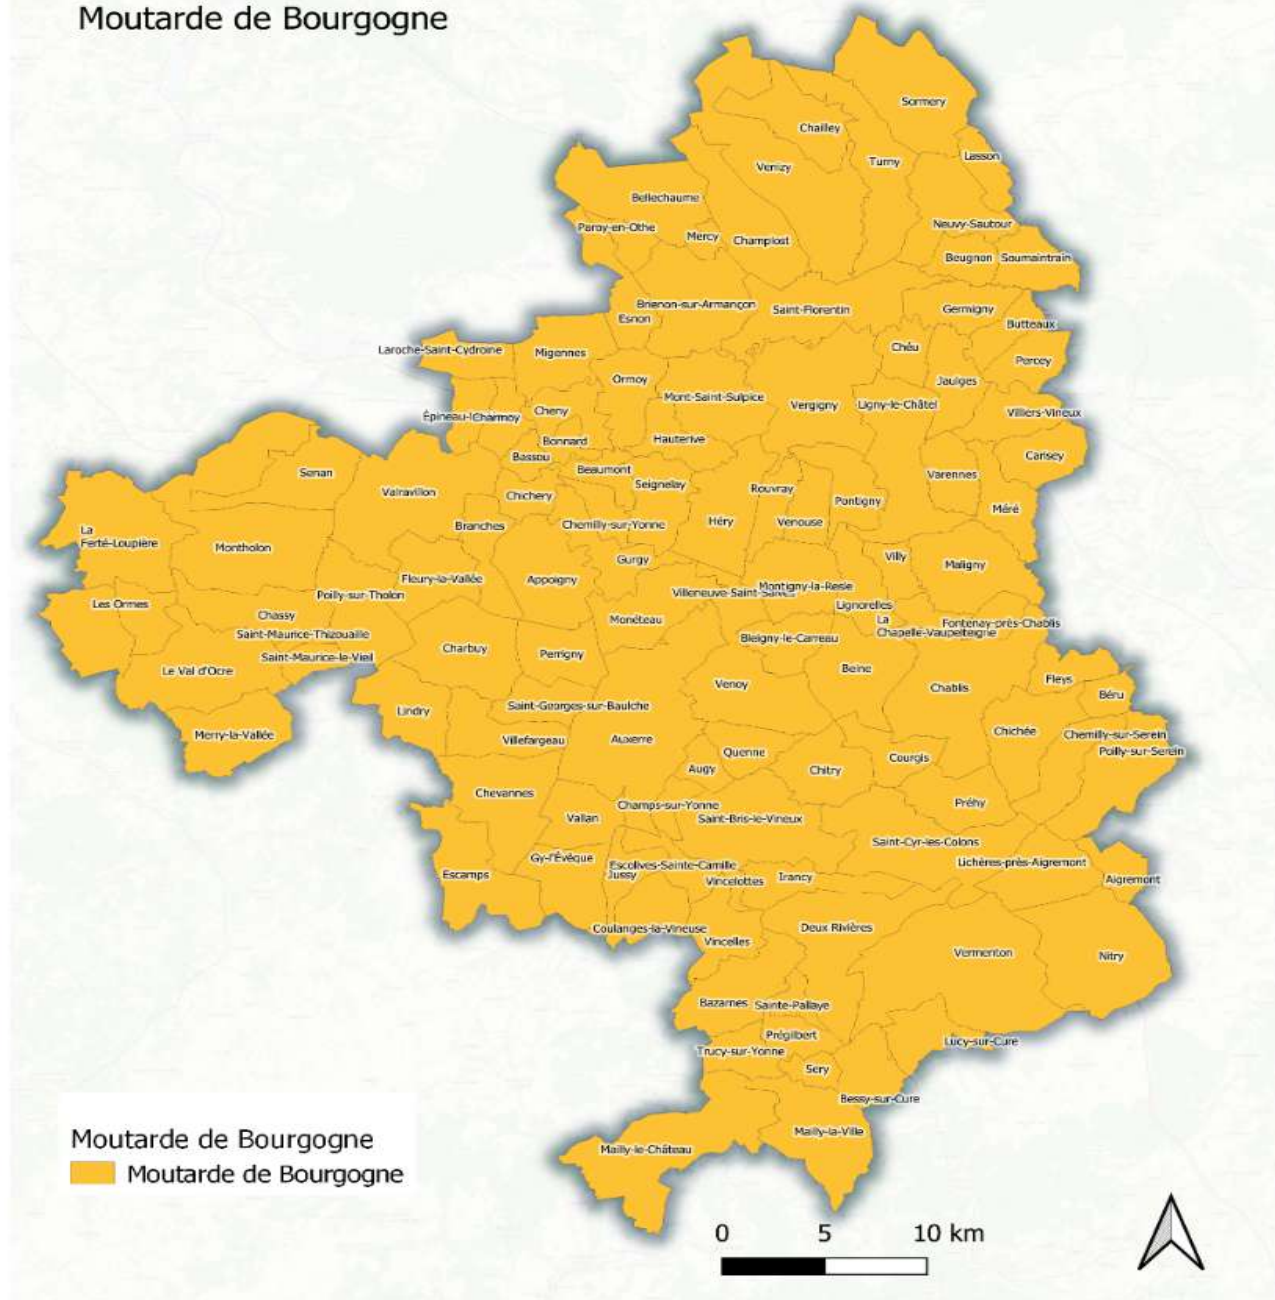 Moutarde de Bourgogne
Sormery
Chailley
Lasson
Turny
Venizy
Bellechaume
Neuvy-Sautour
Paroy-en-Othe
Mercy
Champlost
Beugnon
Soumaintrain
Brienon-sur-Armançon
Saint-Florentin
Germigny
Esnon
Butteaux
Laroche-Saint-Cydroine
Migennes
Chéu
Percey
Ormoy
Jaulges
Mont-Saint-Sulpice
Vergigny
Ligny-le-Châtel
Épineau-l
Charmoy
Cheny
Villiers-Vineux
Bonnard
Hauterive
Bassou
Carisey
Senan
Beaumont
Seignelay
Varennes
Valravillon
Chichery
Rouvray
Pontigny
Méré
Branches
Chemilly-sur-Yonne
Héry
Venouse
La
Ferté-Loupière
Montholon
Gurgy
Villy
Maligny
Fleury-la-Vallée
Appoigny
Montigny-la-Resle
Villeneuve-Saint-Salves
Poilly-sur-Tholon
Les Ormes
Lignorelles
Chassy
Monéteau
La
Chapelle-Vaupelteigne
Fontenay-près-Chablis
Saint-Maurice-Thizouaille
Bleigny-le-Carreau
Charbuy
Perrigny
Saint-Maurice-le-Vieil
Le Val d'Ocre
Beine
Fleys
Venoy
Chablis
Béru
Lindry
Saint-Georges-sur-Baulche
Merry-la-Vallée
Villefargeau
Auxerre
Chichée
Chemilly-sur-Serein
Poilly-sur-Serein
Quenne
Courgis
Augy
Chitry
Chevannes
Champs-sur-Yonne
Préhy
Vallan
Saint-Bris-le-Vineux
Saint-Cyr-les-Colons
Gy-l'Évêque
Escolives-Sainte-Camille
Lichères-près-Aigremont
Escamps
Jussy
Vincelottes
Irancy
Aigremont
Coulanges-la-Vineuse
Deux Rivières
Vincelles
Vermenton
Nitry
Bazarnes
Sainte-Pallaye
Prégilbert
Lucy-sur-Cure
Trucy-sur-Yonne
Sery
Bessy-sur-Cure
Mailly-la-Ville
Mailly-le-Château
Moutarde de Bourgogne
Moutarde de Bourgogne
0 5 10 km